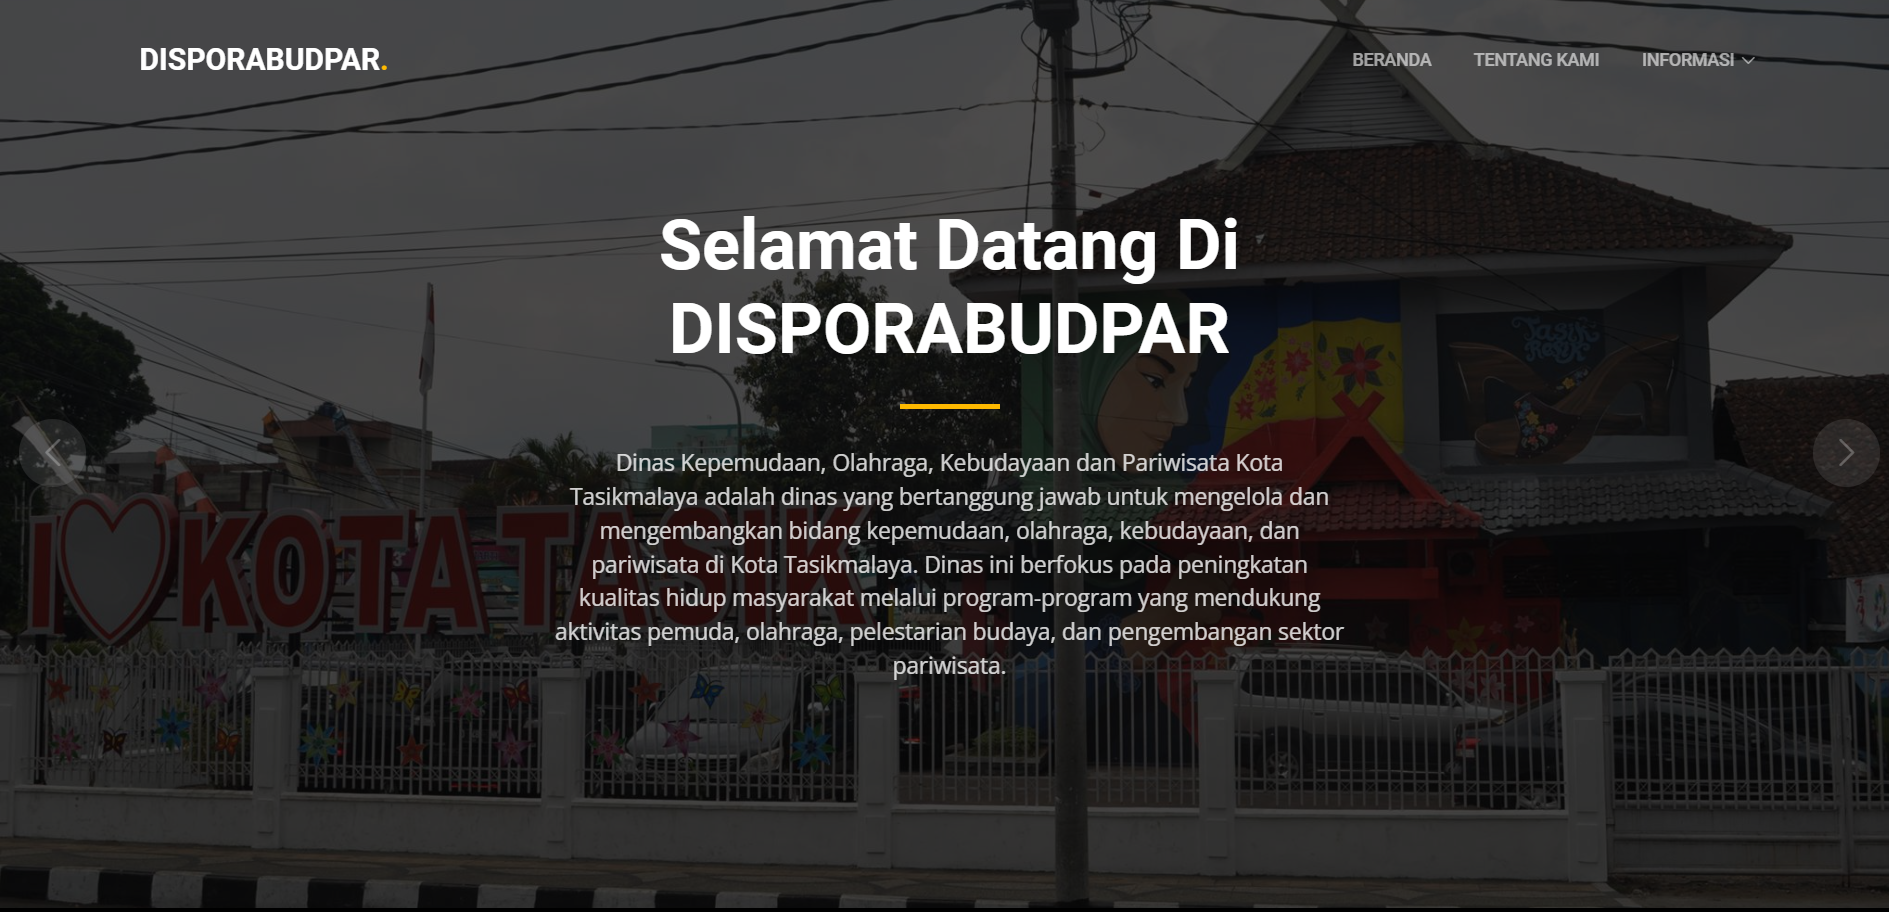 DISPORABUDPAR.
BERANDA TENTANG KAMI INFORMASI
Selamat Datang Di
DISPORABUDPAR
Dinas Kepemudaan, Olahraga, Kebudayaan dan Pariwisata Kota
Tasikmalaya adalah dinas yang bertanggung jawab untuk mengelola dan
mengembangkan bidang kepemudaan, olahraga, kebudayaan, dan
pariwisata di Kota Tasikmalaya. Dinas ini berfokus pada peningkatan
kualitas hidup masyarakat melalui program-program yang mendukung
aktivitas pemuda, olahraga, pelestarian budaya, dan pengembangan sektor
pariwisata.
I KOTA TASIK
Tasik